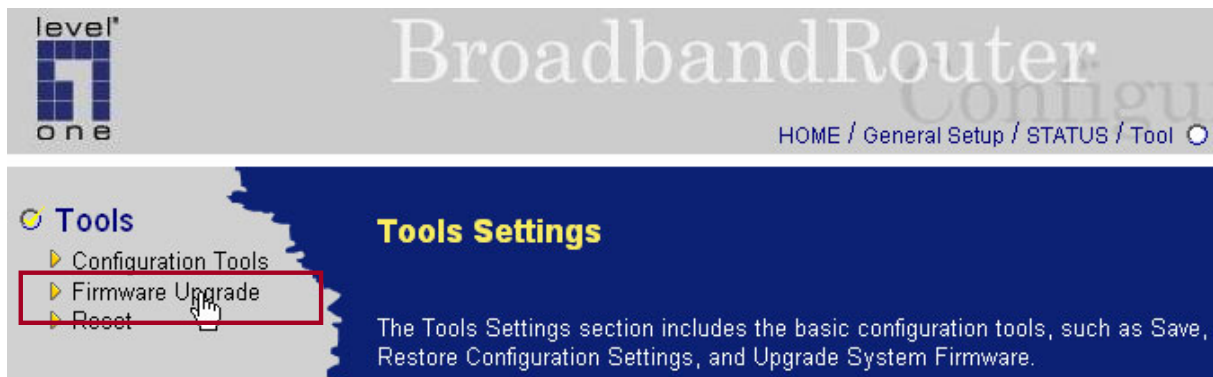 level
one
BroadbandRouter
HOME / General Setup / STATUS / Tool
Tools
Configuration Tools
Firmware Upgrade
Reset
Tools Settings
The Tools Settings section includes the basic configuration tools, such as Save,
Restore Configuration Settings, and Upgrade System Firmware.